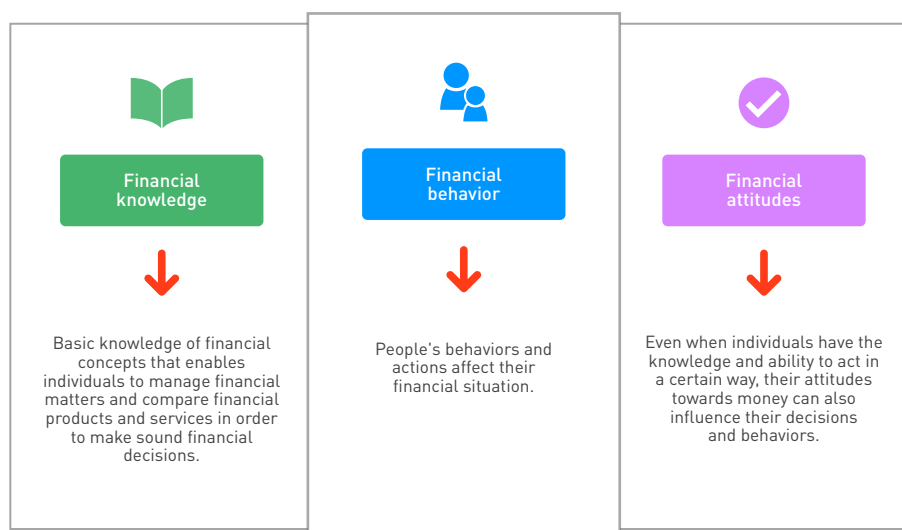 Financial
knowledge
Basic knowledge of financial
concepts that enables
individuals to manage financial
matters and compare financial
products and services in order
to make sound financial
decisions.
Financial
behavior
People's behaviors and
actions affect their
financial situation.
Financial
attitudes
Even when individuals have the
knowledge and ability to act in
a certain way, their attitudes
towards money can also
influence their decisions
and behaviors.